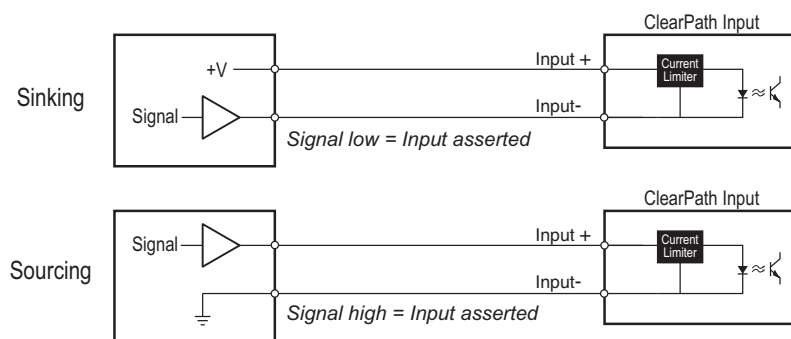 ClearPath Input
Sinking
+V
Input +
Current
Limiter
Signal
Input-
Signal low = Input asserted
ClearPath Input
Sourcing
Signal
Input +
Current
Limiter
Input-
Signal high = Input asserted